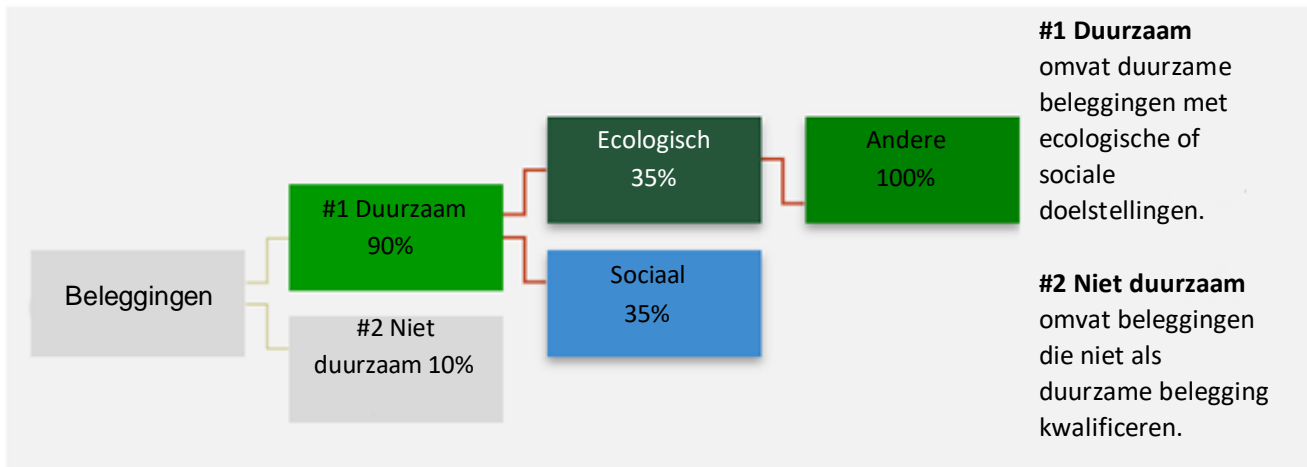 Beleggingen
#1 Duurzaam
90%
#2 Niet
duurzaam 10%
Ecologisch
35%
Sociaal
35%
Andere
100%
#1 Duurzaam
omvat duurzame
beleggingen met
ecologische of
sociale
doelstellingen.
#2 Niet duurzaam
omvat beleggingen
die niet als
duurzame belegging
kwalificeren.